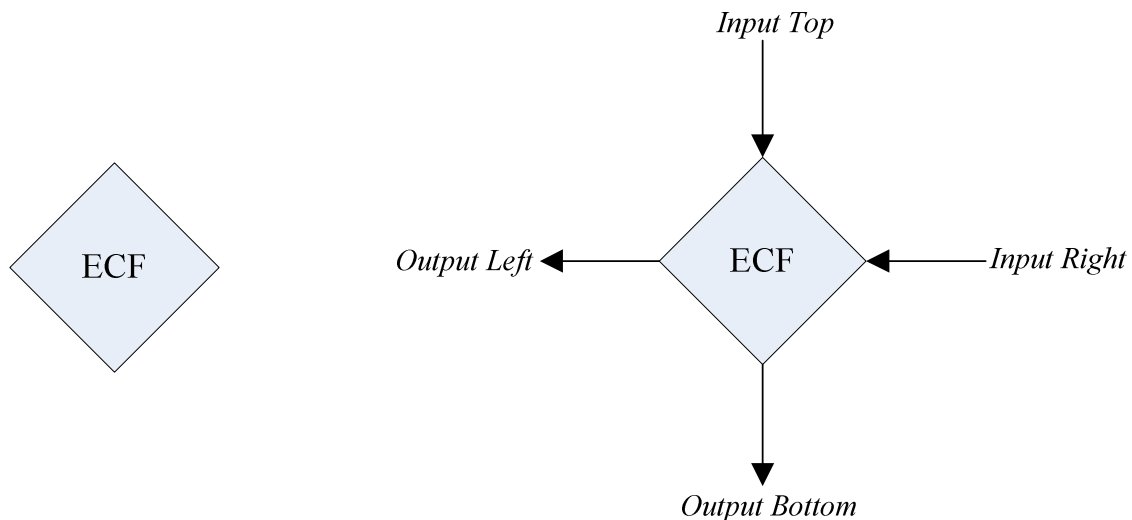 Input Top
ECF
Output Left
ECF
Input Right
Output Bottom